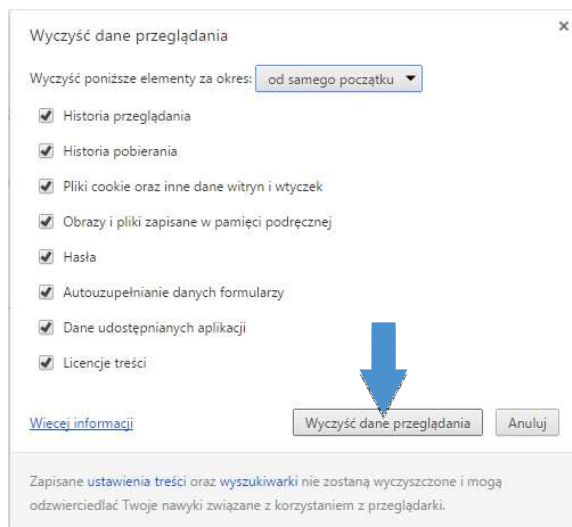 Wyczyść dane przeglądania
Wyczyść poniższe elementy za okres: od samego początku
Historia przeglądania
Historia pobierania
Pliki cookie oraz inne dane witryn i wtyczek
Obrazy i pliki zapisane w pamięci podręcznej
Hasła
Autouzupełnianie danych formularzy
Dane udostępnianych aplikacji
Licencje treści
Więcej informacji Wyczyść dane przeglądania Anuluj
Zapisane ustawienia treści oraz wyszukiwarki nie zostaną wyczyszczone i mogą
odzwierciedlać Twoje nawyki związane z korzystaniem z przeglądarki.